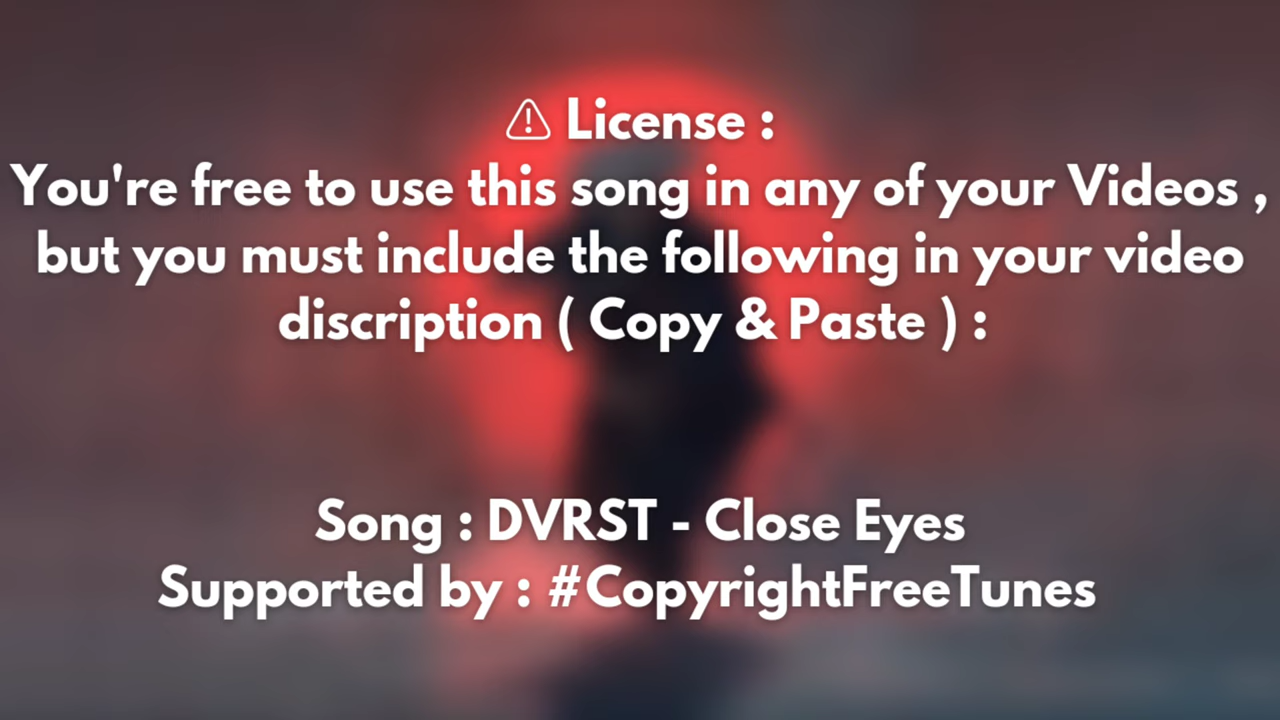 ⚠ License :
You're free to use this song in any of your Videos ,
but you must include the following in your video
discription ( Copy & Paste ) :
Song : DVRST - Close Eyes
Supported by : #CopyrightFreeTunes